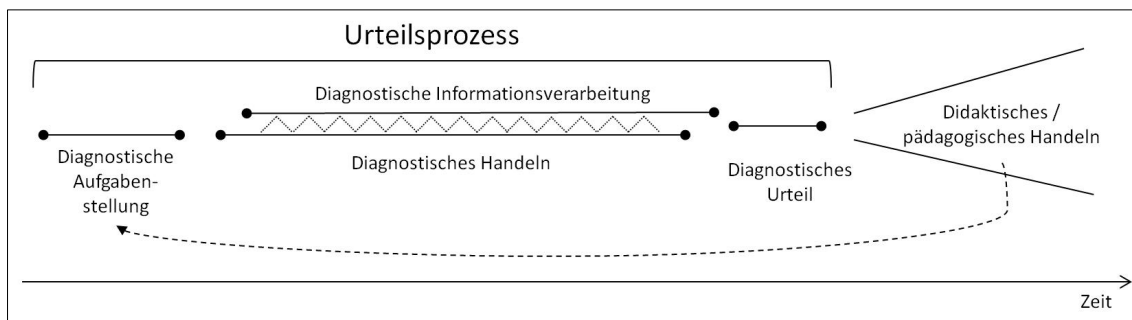 Urteilsprozess
Diagnostische Informationsverarbeitung
Diagnostische
Aufgaben-
stellung
Diagnostisches Handeln
Diagnostisches
Urteil
Didaktisches /
pädagogisches Handeln
Zeit